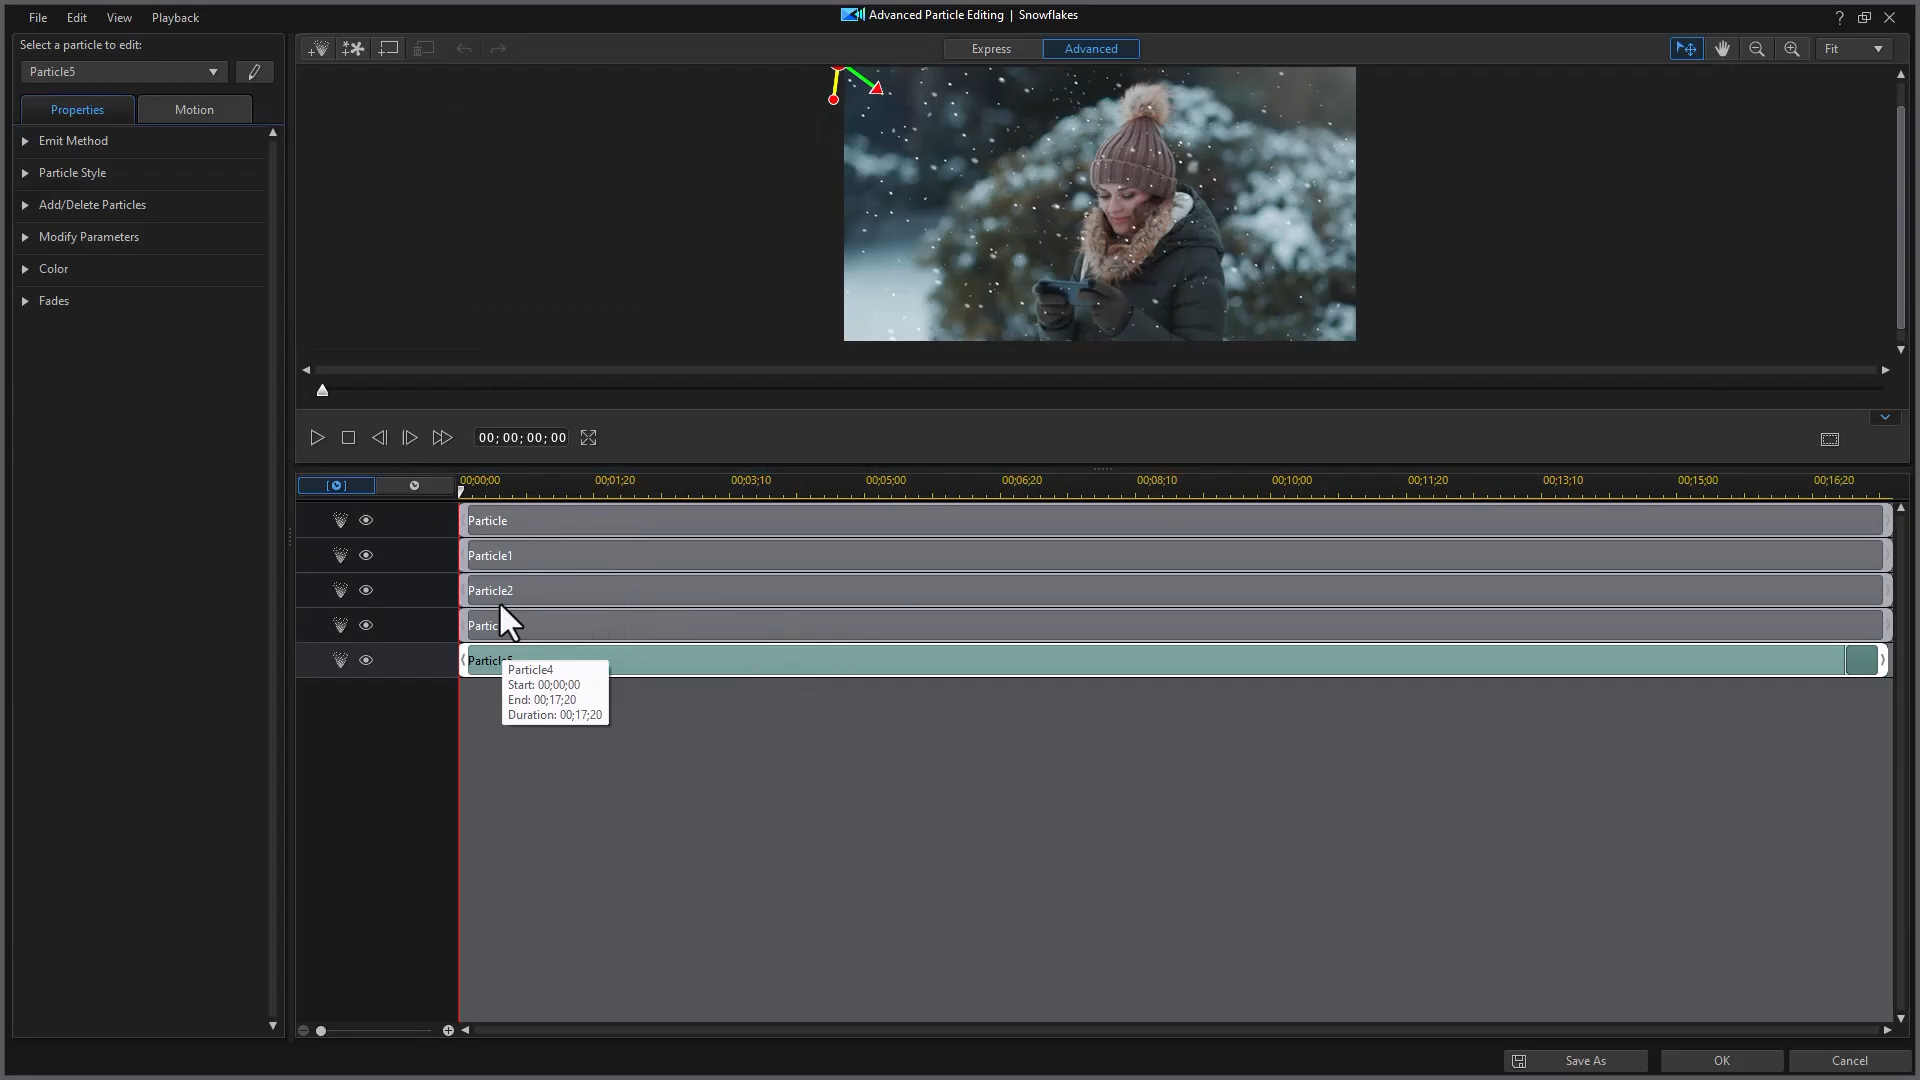 Advanced Particle Editing | Snowflakes
File Edit View Playback
?
Select a particle to edit:
Particle5
Express Advanced
Fit
Properties Motion
Emit Method
Particle Style
Add/Delete Particles
Modify Parameters
Color
Fades
00;00;00;00
00;00;00 00;01;20 00;03;10 00;05;00 00;06;20 00;08;10 00;10;00 00;11;20 00;13;10 00;15;00 00;16;20
Particle
Particle1
Particle2
Partic
Particle5
Particle4
Start: 00;00;00
End: 00;17;20
Duration: 00;17;20
Save As OK Cancel